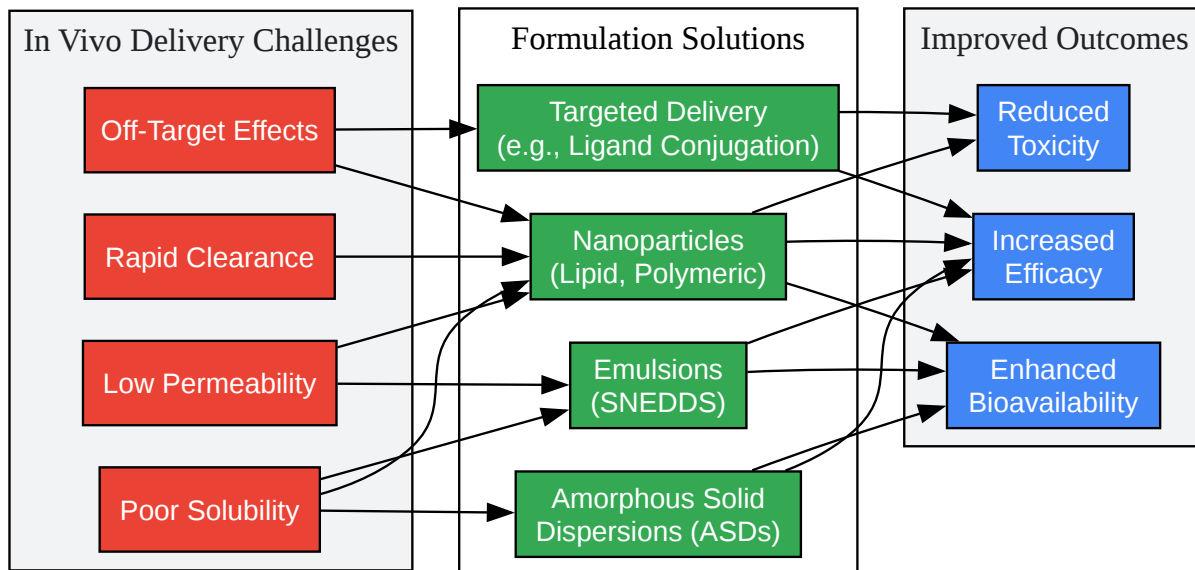 In Vivo Delivery Challenges
Off-Target Effects
Rapid Clearance
Low Permeability
Poor Solubility
Formulation Solutions
Targeted Delivery
(e.g., Ligand Conjugation)
Nanoparticles
(Lipid, Polymeric)
Emulsions
(SNEDDS)
Amorphous Solid
Dispersions (ASDs)
Improved Outcomes
Reduced
Toxicity
Increased
Efficacy
Enhanced
Bioavailability